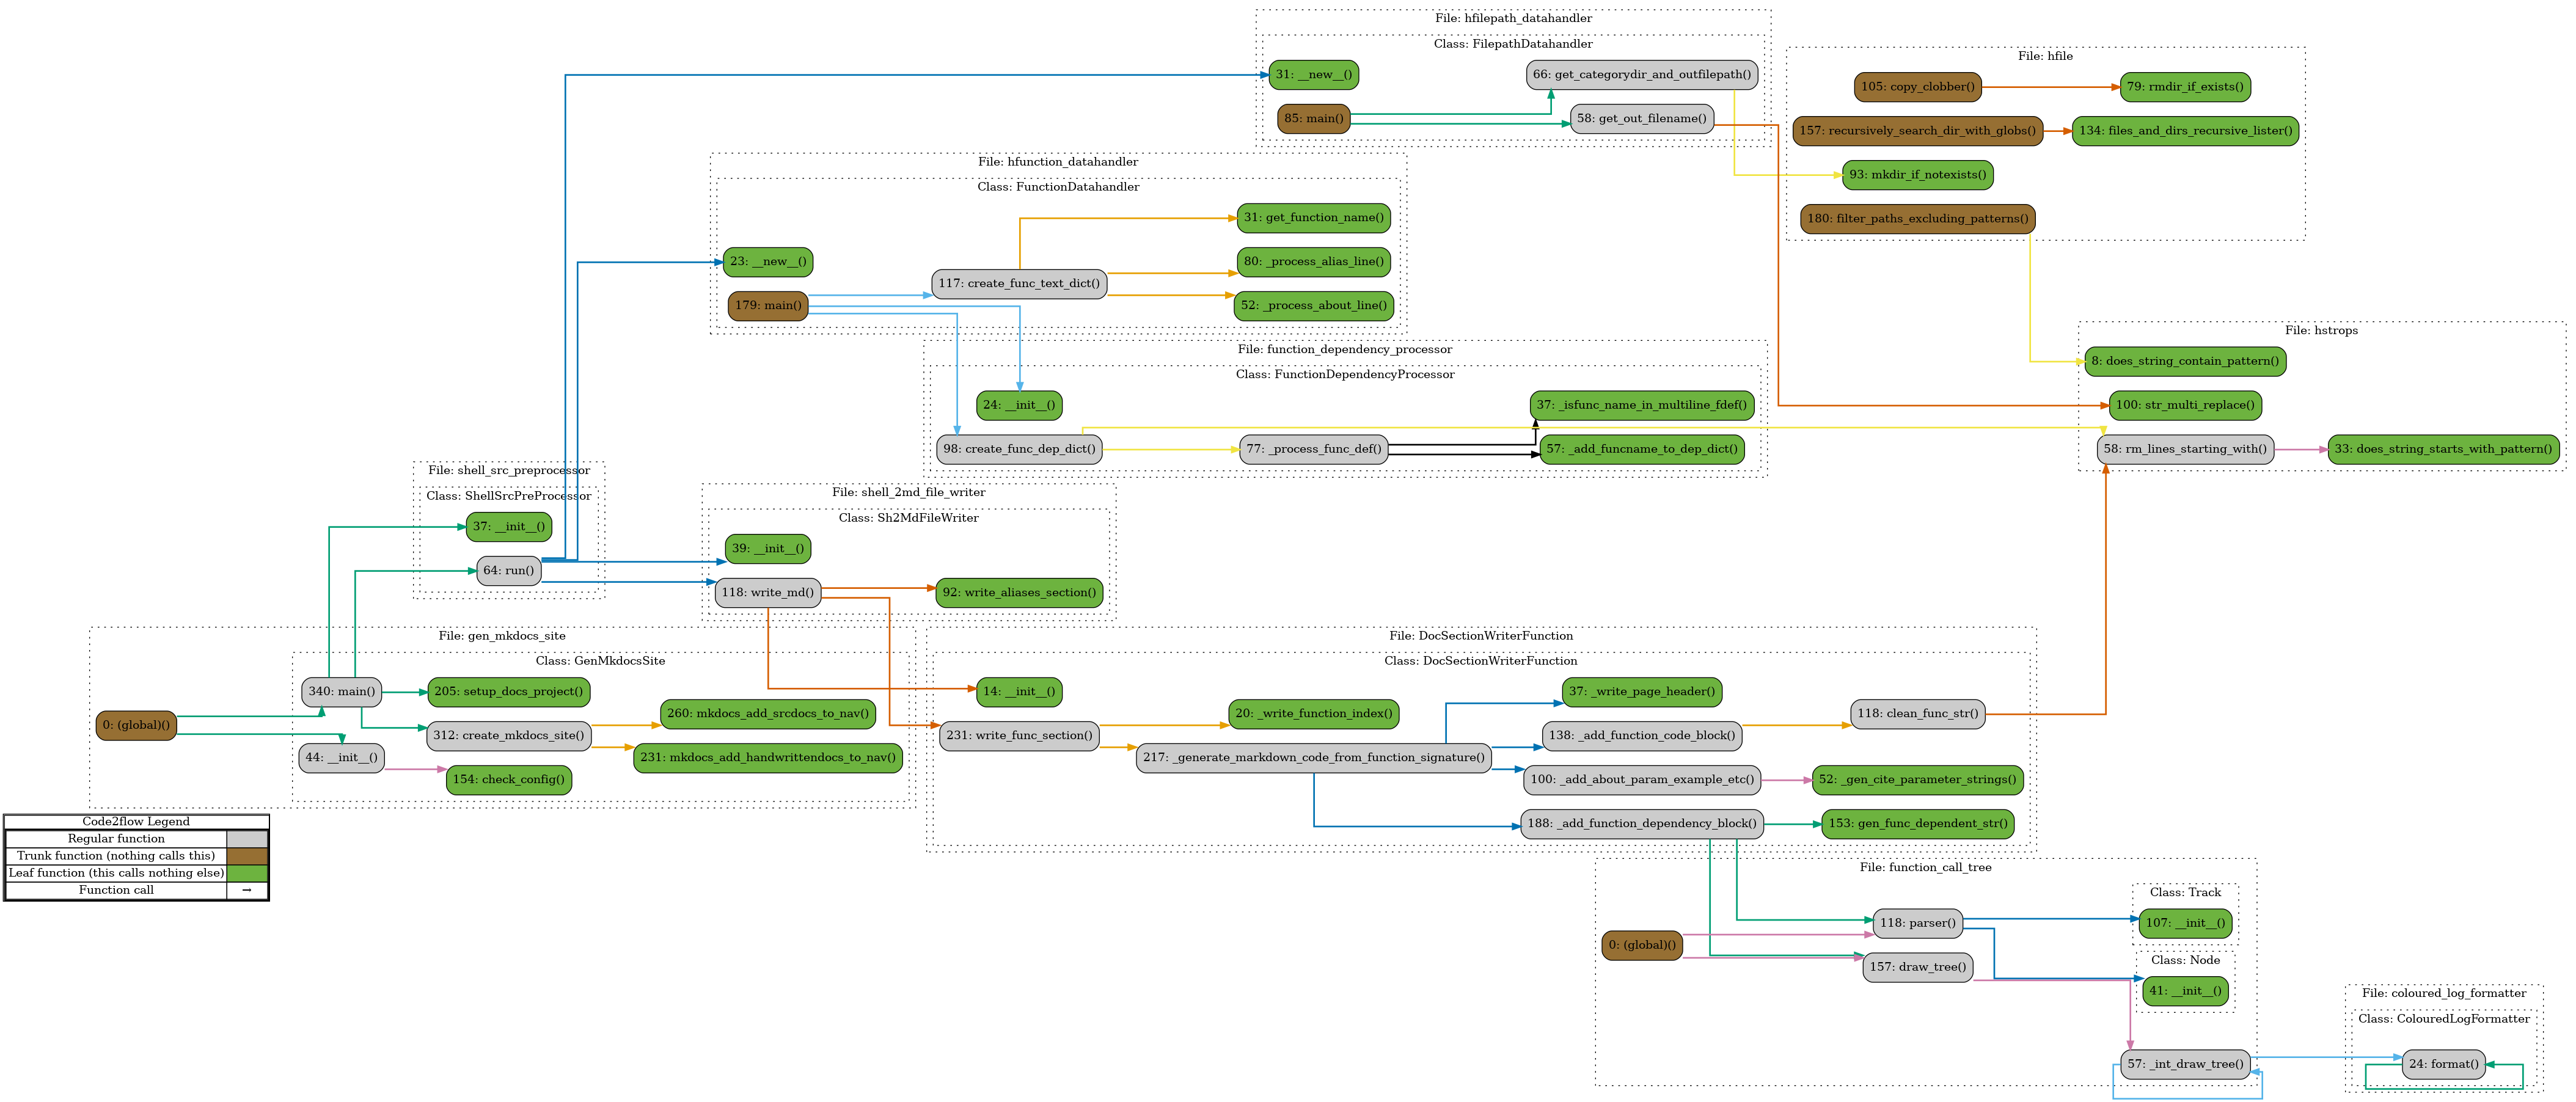 File: hfilepath_datahandler
Class: FilepathDatahandler
31: __new__()
66: get_categorydir_and_outfilepath()
85: main()
58: get_out_filename()
File: hfile
105: copy_clobber()
79: rmdir_if_exists()
157: recursively_search_dir_with_globs()
134: files_and_dirs_recursive_lister()
93: mkdir_if_notexists()
180: filter_paths_excluding_patterns()
File: hfunction_datahandler
Class: FunctionDatahandler
31: get_function_name()
23: __new__()
80: _process_alias_line()
117: create_func_text_dict()
179: main()
52: _process_about_line()
File: hstrops
8: does_string_contain_pattern()
100: str_multi_replace()
58: rm_lines_starting_with()
33: does_string_starts_with_pattern()
File: function_dependency_processor
Class: FunctionDependencyProcessor
24: __init__()
37: _isfunc_name_in_multiline_fdef()
98: create_func_dep_dict()
77: _process_func_def()
57: _add_funcname_to_dep_dict()
File: shell_src_preprocessor
Class: ShellSrcPreProcessor
37: __init__()
64: run()
File: shell_2md_file_writer
Class: Sh2MdFileWriter
39: __init__()
118: write_md()
92: write_aliases_section()
File: gen_mkdocs_site
Class: GenMkdocsSite
340: main()
205: setup_docs_project()
0: (global)()
260: mkdocs_add_srcdocs_to_nav()
312: create_mkdocs_site()
44: __init__()
231: mkdocs_add_handwrittendocs_to_nav()
154: check_config()
File: DocSectionWriterFunction
Class: DocSectionWriterFunction
14: __init__()
37: _write_page_header()
20: _write_function_index()
118: clean_func_str()
231: write_func_section()
138: _add_function_code_block()
217: _generate_markdown_code_from_function_signature()
100: _add_about_param_example_etc()
52: _gen_cite_parameter_strings()
188: _add_function_dependency_block()
153: gen_func_dependent_str()
Code2flow Legend
Regular function
Trunk function (nothing calls this)
Leaf function (this calls nothing else)
Function call →
File: function_call_tree
Class: Track
118: parser()
107: __init__()
0: (global)()
Class: Node
157: draw_tree()
41: __init__()
57: _int_draw_tree()
File: coloured_log_formatter
Class: ColouredLogFormatter
24: format()